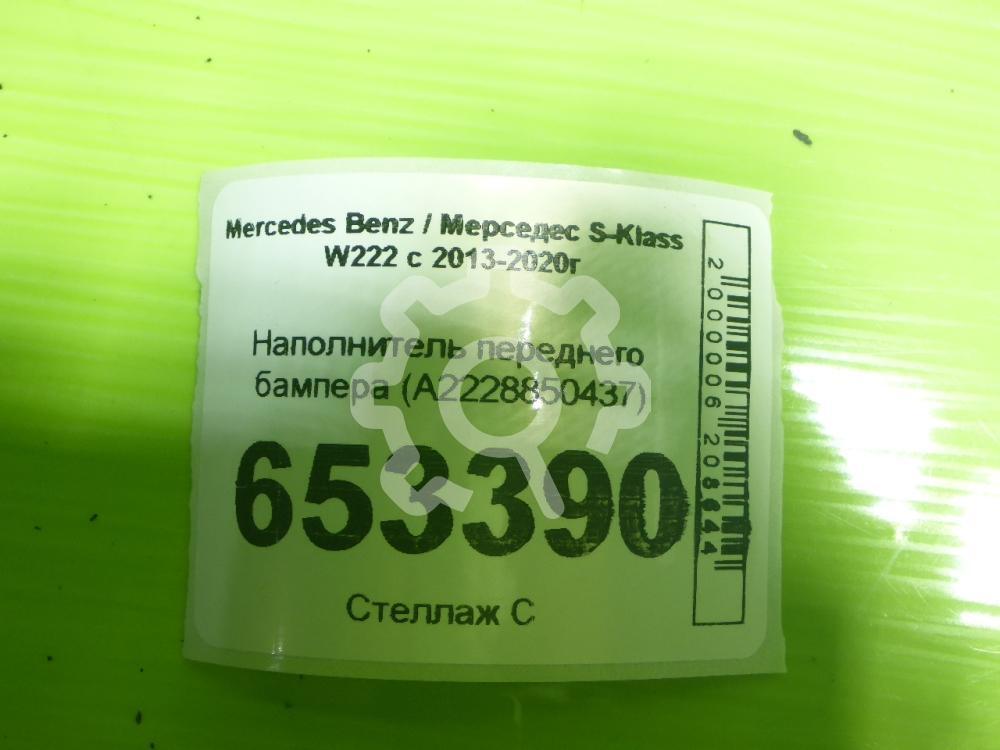 Mercedes Benz / Мерседес S-Klass
W222 с 2013-2020г
Наполнитель переднего
бампера (A2228850437)
653390
Стеллаж С
2000006208644